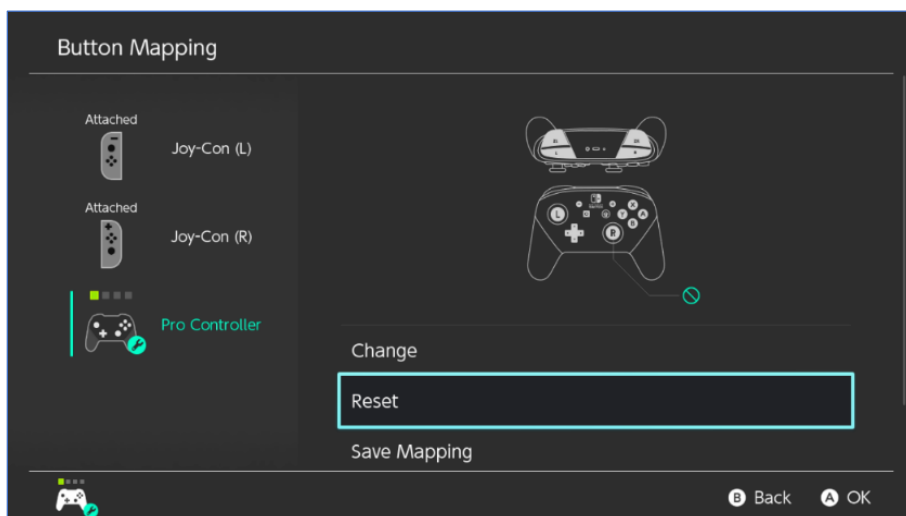 Button Mapping
Attached
Joy-Con (L)
Attached
Joy-Con (R)
Pro Controller
L
X
Y
A
B
R
Change
Reset
Save Mapping
B Back
A OK